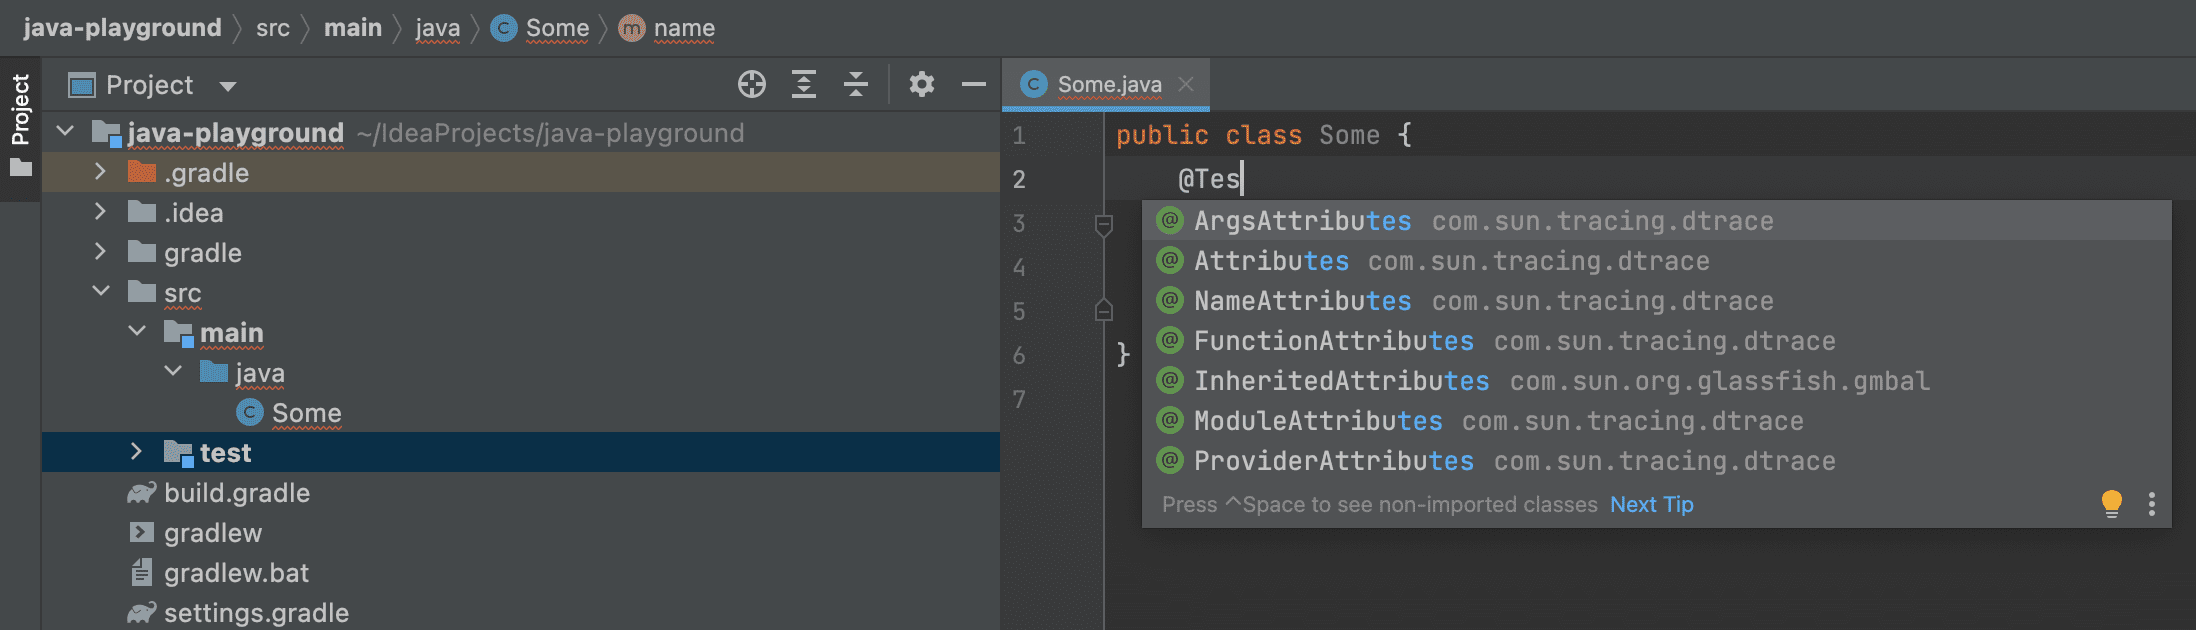 java-playground src main java C Some m name
Project
Project
java-playground ~/IdeaProjects/java-playground
.gradle
.idea
gradle
src
main
java
C Some
test
build.gradle
gradlew
gradlew.bat
settings.gradle
C Some.java
1 public class Some {
2 @Tes
3
4
5
6 }
7
@ ArgsAttributes com.sun.tracing.dtrace
@ Attributes com.sun.tracing.dtrace
@ NameAttributes com.sun.tracing.dtrace
@ FunctionAttributes com.sun.tracing.dtrace
@ InheritedAttributes com.sun.org.glassfish.gmbal
@ ModuleAttributes com.sun.tracing.dtrace
@ ProviderAttributes com.sun.tracing.dtrace
Press ^Space to see non-imported classes Next Tip